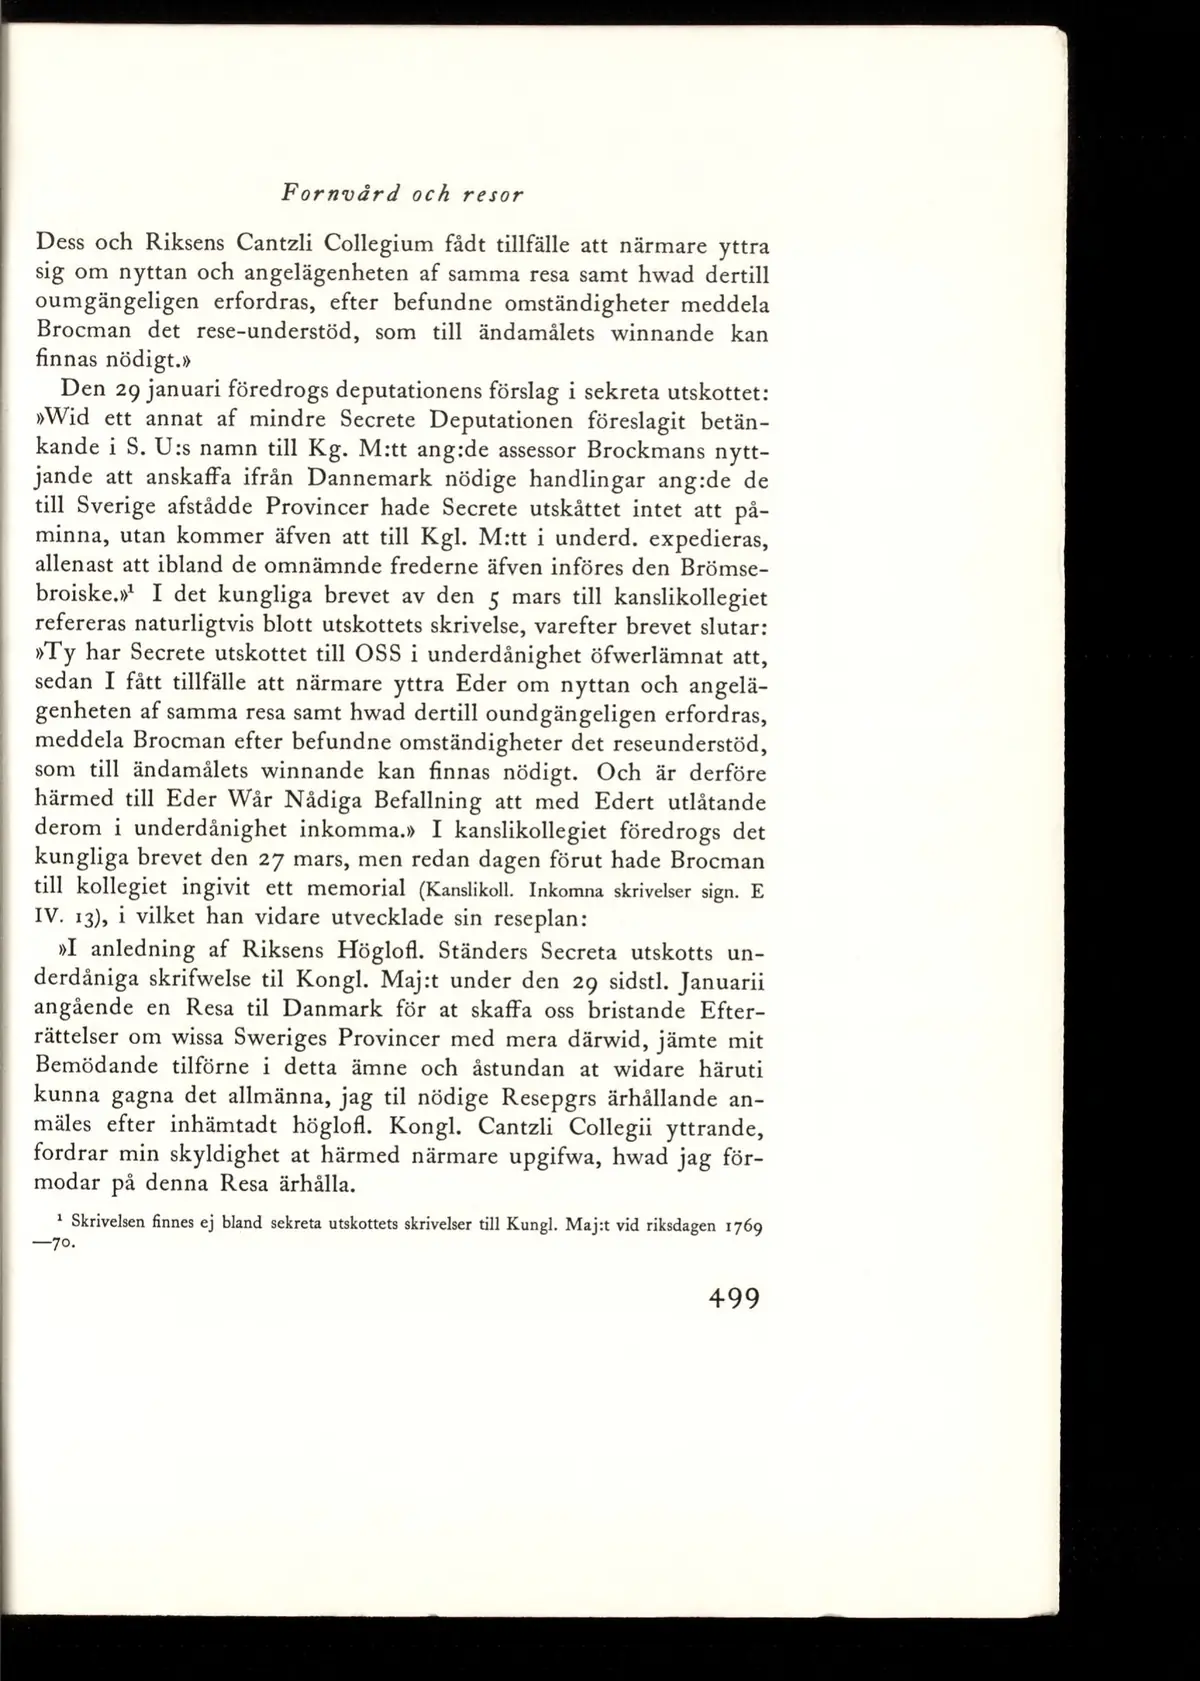 Fornvård och resor
Dess och Riksens Cantzli Collegium fådt tillfälle att närmare yttra
sig om nyttan och angelägenheten af samma resa samt hwad dertill
oumgängeligen erfordras, efter befundne omständigheter meddela
Brocman det rese-understöd, som till ändamålets winnande kan
finnas nödigt.»
Den 29 januari föredrogs deputationens förslag i sekreta utskottet:
»Wid ett annat af mindre Secrete Deputationen föreslagit betän-
kande i S. U:s namn till Kg. M:tt ang:de assessor Brockmans nytt-
jande att anskaffa ifrån Dannemark nödige handlingar ang:de de
till Sverige afstådde Provincer hade Secrete utskåttet intet att på-
minna, utan kommer äfven att till Kgl. M:tt i underd. expedieras,
allenast att ibland de omnämnde frederne äfven införes den Brömse-
broiske.»¹ I det kungliga brevet av den 5 mars till kanslikollegiet
refereras naturligtvis blott utskottets skrivelse, varefter brevet slutar:
»Ty har Secrete utskottet till OSS i underdånighet öfwerlämnat att,
sedan I fått tillfälle att närmare yttra Eder om nyttan och angelä-
genheten af samma resa samt hwad dertill oundgängeligen erfordras,
meddela Brocman efter befundne omständigheter det reseunderstöd,
som till ändamålets winnande kan finnas nödigt. Och är derföre
härmed till Eder Wår Nådiga Befallning att med Edert utlåtande
derom i underdånighet inkomma.» I kanslikollegiet föredrogs det
kungliga brevet den 27 mars, men redan dagen förut hade Brocman
till kollegiet ingivit ett memorial (Kanslikoll. Inkomna skrivelser sign. E
IV. 13), i vilket han vidare utvecklade sin reseplan:
»I anledning af Riksens Höglofl. Ständers Secreta utskotts un-
derdåniga skrifwelse til Kongl. Maj:t under den 29 sidstl. Januarii
angående en Resa til Danmark för at skaffa oss bristande Efter-
rättelser om wissa Sweriges Provincer med mera därwid, jämte mit
Bemödande tilförne i detta ämne och åstundan at widare häruti
kunna gagna det allmänna, jag til nödige Resepgrs ärhållande an-
mäles efter inhämtadt höglofl. Kongl. Cantzli Collegii yttrande,
fordrar min skyldighet at härmed närmare upgifwa, hwad jag för-
modar på denna Resa ärhålla.
¹ Skrivelsen finnes ej bland sekreta utskottets skrivelser till Kungl. Maj:t vid riksdagen 1769
—70.
499